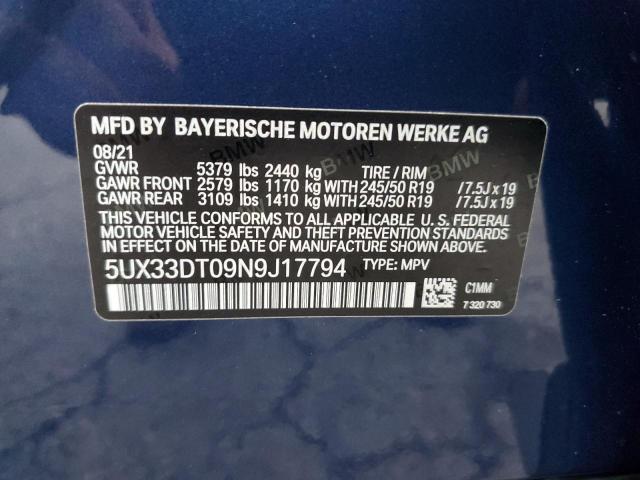 MFD BY BAYERISCHE MOTOREN WERKE AG
08/21
GVWR 5379 lbs 2440 kg TIRE / RIM
GAWR FRONT 2579 lbs 1170 kg WITH 245/50 R19 /7.5J x 19
GAWR REAR 3109 lbs 1410 kg WITH 245/50 R19 /7.5J x 19
THIS VEHICLE CONFORMS TO ALL APPLICABLE U. S. FEDERAL
MOTOR VEHICLE SAFETY AND THEFT PREVENTION STANDARDS
IN EFFECT ON THE DATE OF MANUFACTURE SHOWN ABOVE.
5UX33DT09N9J17794 TYPE: MPV
C1MM
7 320 730
BMW
BMW
BMW